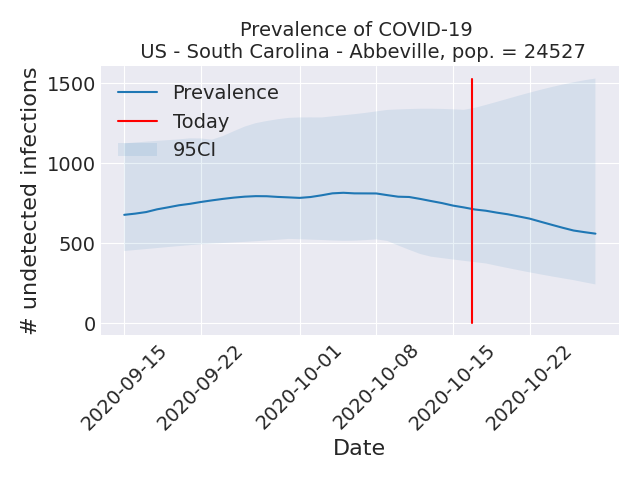 Prevalence of COVID-19
US - South Carolina - Abbeville, pop. = 24527
# undetected infections
1500
1000
500
0
Prevalence
Today
95CI
2020-09-15
2020-09-22
2020-10-01
2020-10-08
2020-10-15
2020-10-22
Date